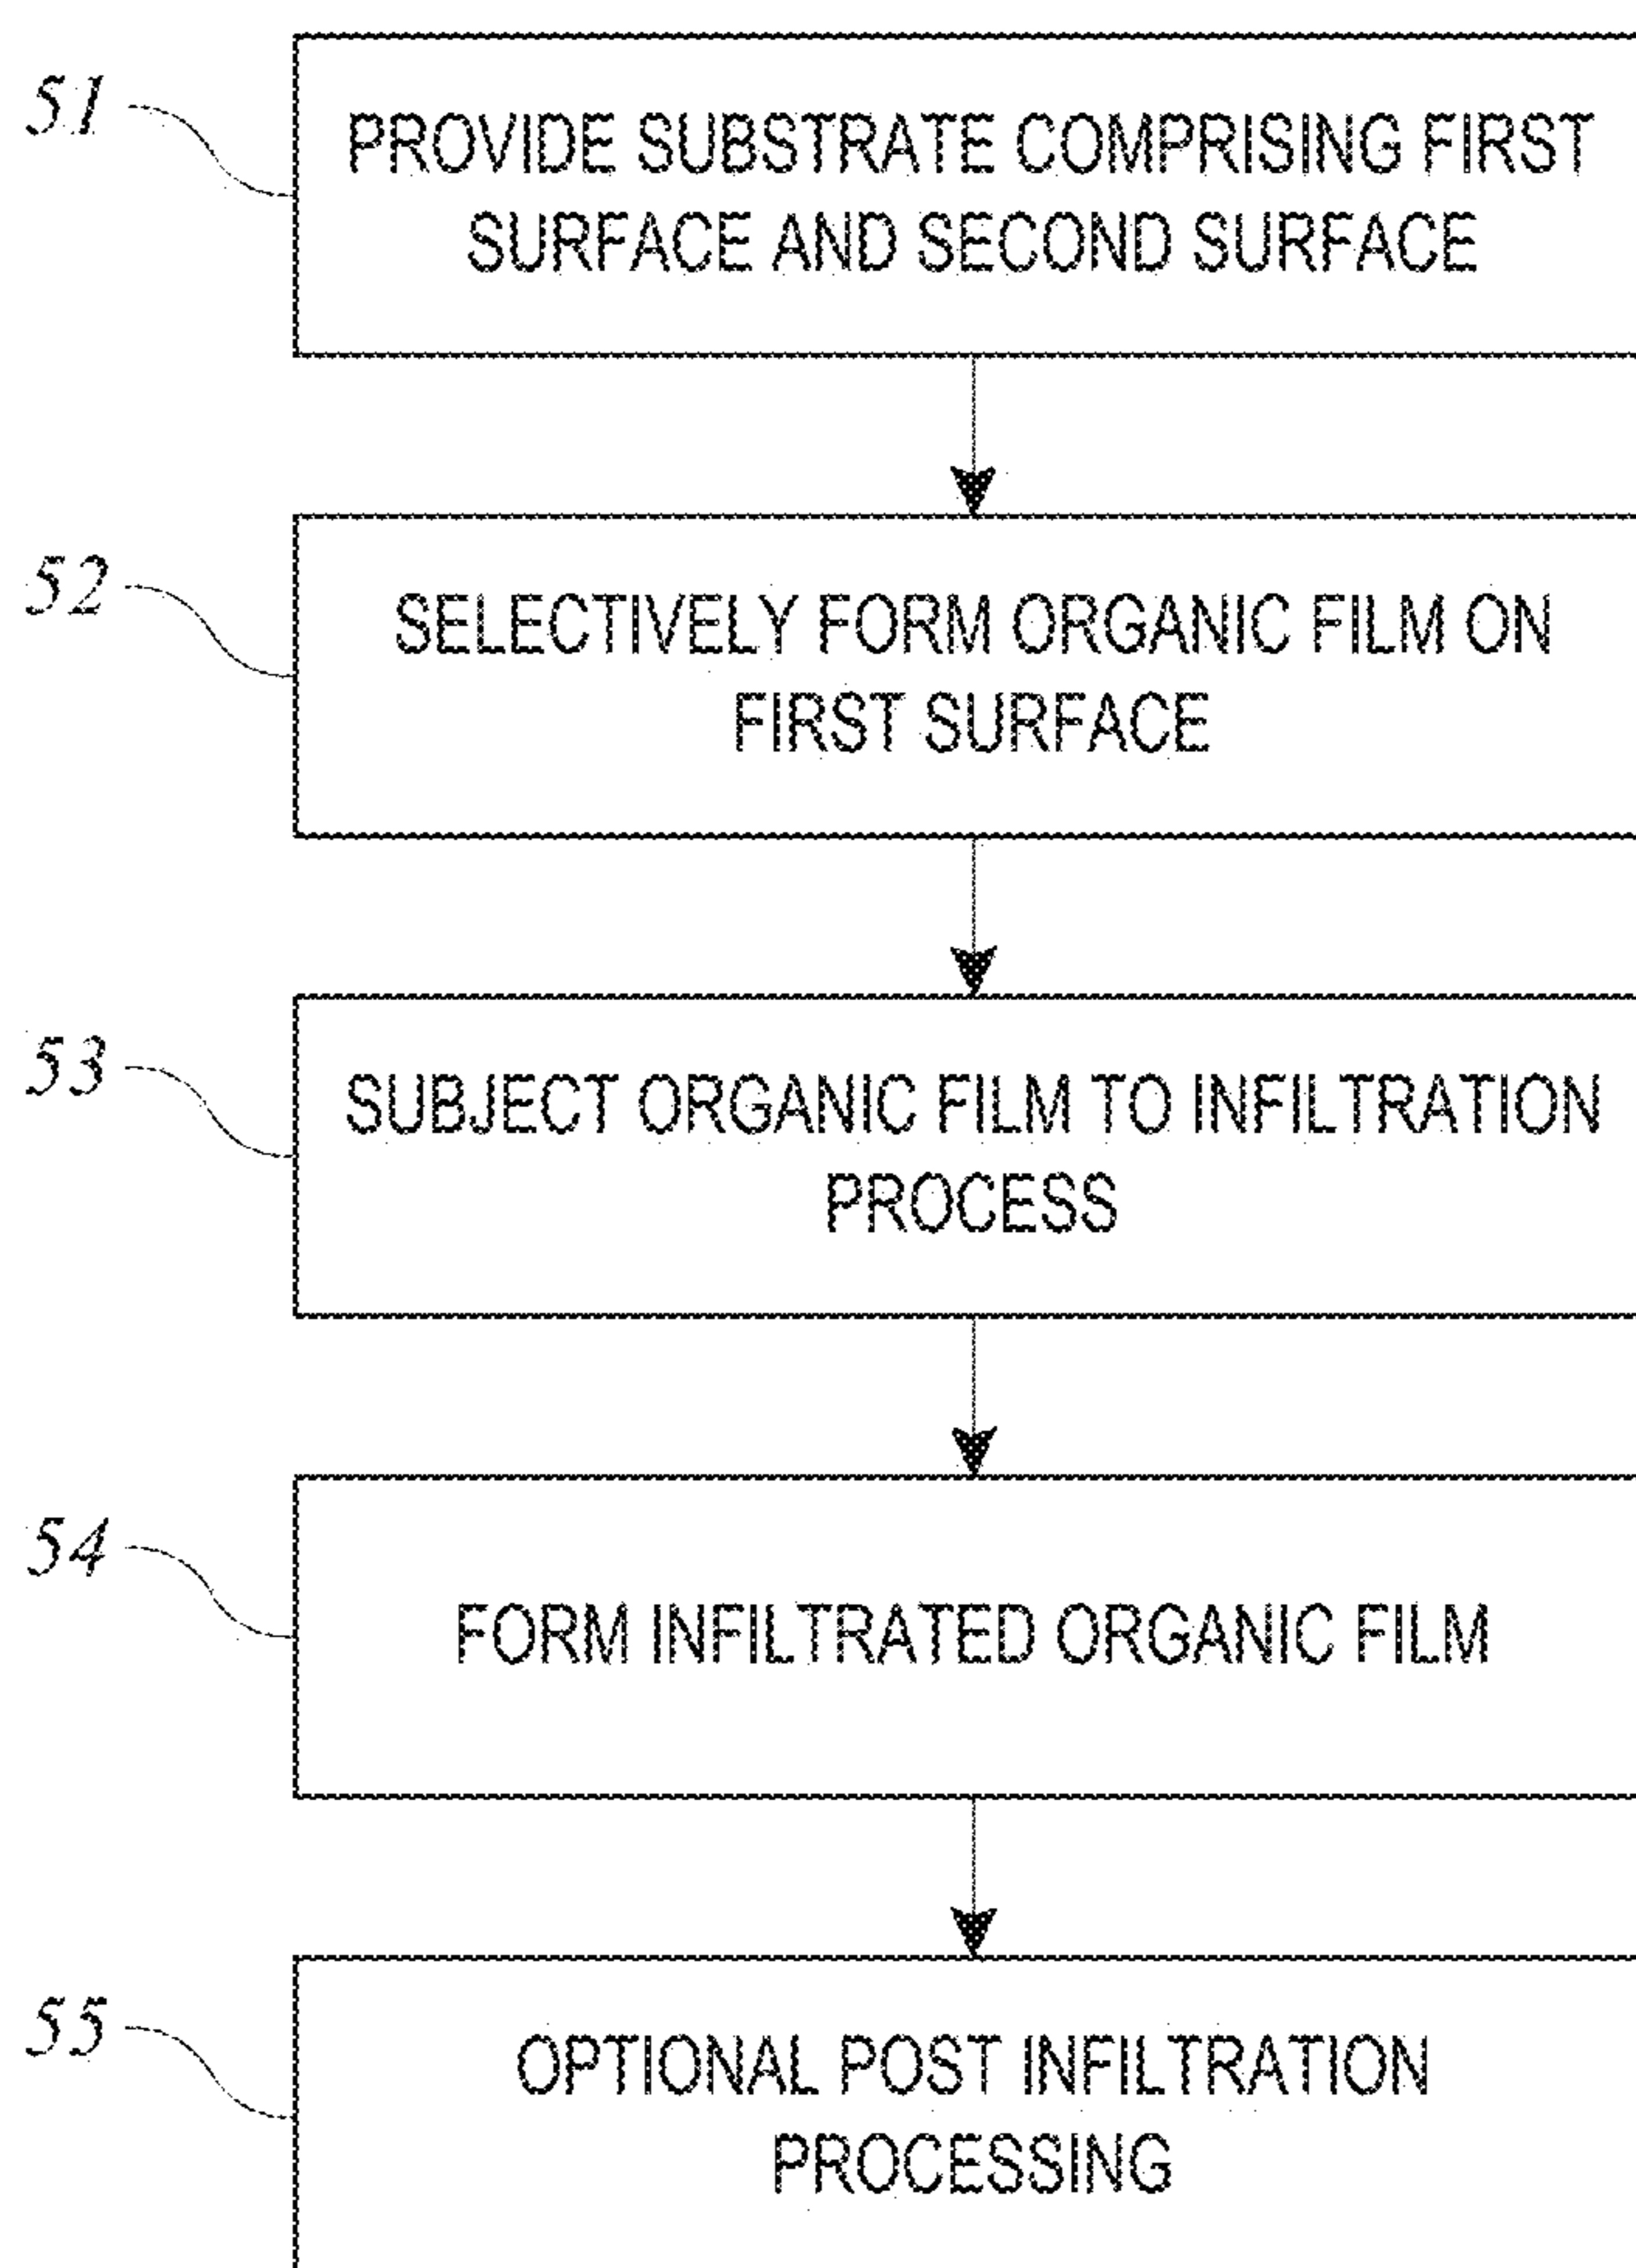 51
PROVIDE SUBSTRATE COMPRISING FIRST
SURFACE AND SECOND SURFACE
52
SELECTIVELY FORM ORGANIC FILM ON
FIRST SURFACE
53
SUBJECT ORGANIC FILM TO INFILTRATION
PROCESS
54
FORM INFILTRATED ORGANIC FILM
55
OPTIONAL POST INFILTRATION
PROCESSING